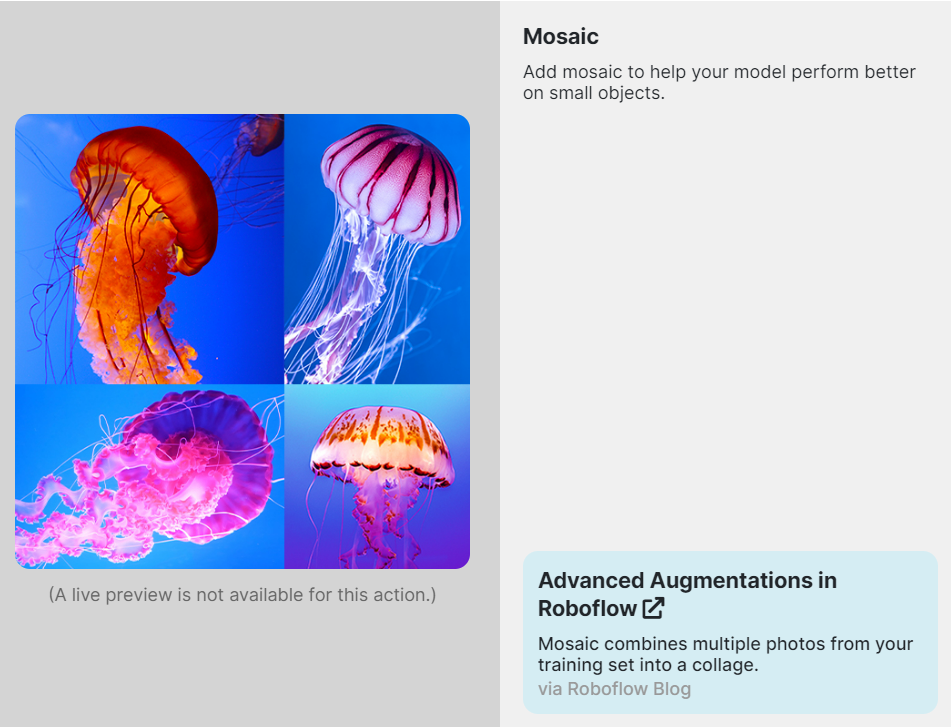 Mosaic
Add mosaic to help your model perform better
on small objects.
(A live preview is not available for this action.)
Advanced Augmentations in
Roboflow
Mosaic combines multiple photos from your
training set into a collage.
via Roboflow Blog